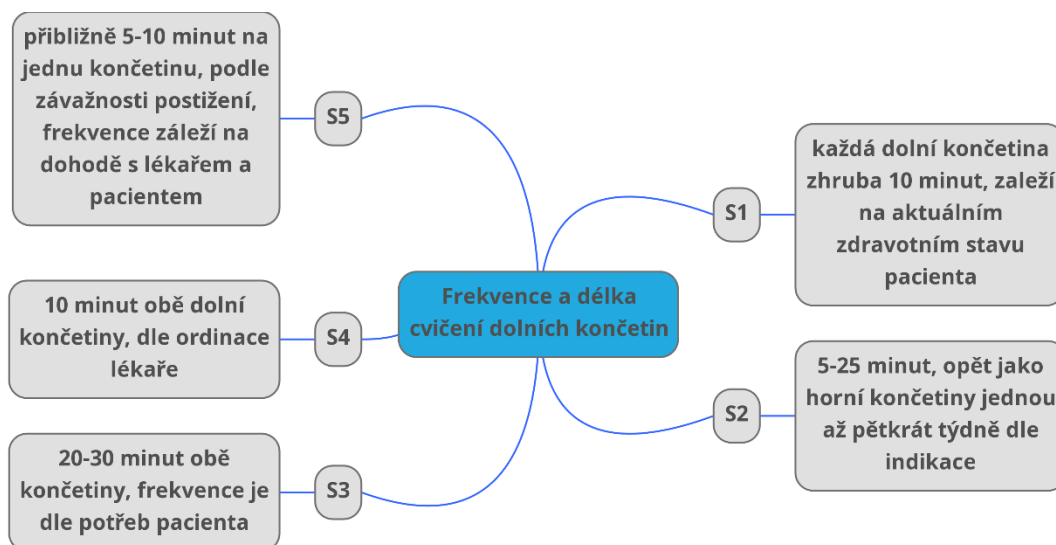 Frekvence a délka
cvičení dolních končetin
S1
každá dolní končetina
zhruba 10 minut, zaleží
na aktuálním
zdravotním stavu
pacienta
S2
5-25 minut, opět jako
horní končetiny jednou
až pětkrát týdně dle
indikace
S3
20-30 minut obě
končetiny, frekvence je
dle potřeb pacienta
S4
10 minut obě dolní
končetiny, dle ordinace
lékaře
S5
přibližně 5-10 minut na
jednu končetinu, podle
závažnosti postižení,
frekvence záleží na
dohodě s lékařem a
pacientem